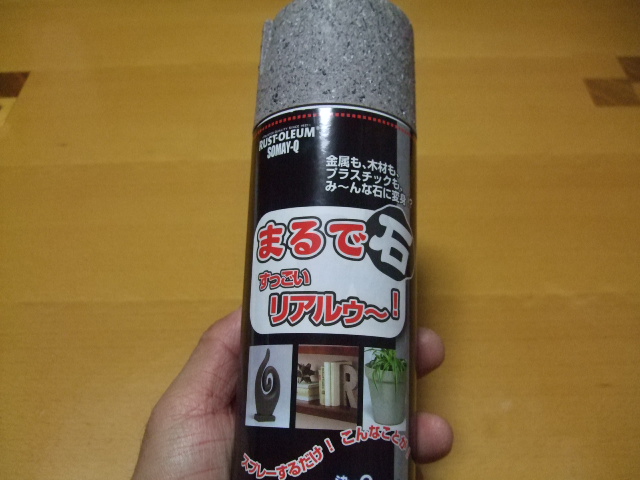 RUST-OLEUM
SOMAY-Q
金属も、木材も、
プラスチックも、
み〜んな石に変身
まるで石
すっごい
リアルゥ〜!
R
スプレーするだけ! こんなこと